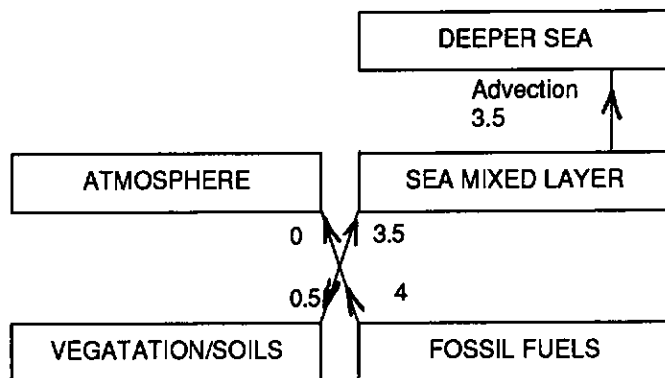 DEEPER SEA
Advection
3.5
ATMOSPHERE
SEA MIXED LAYER
0
3.5
0.5
4
VEGATATION/SOILS
FOSSIL FUELS